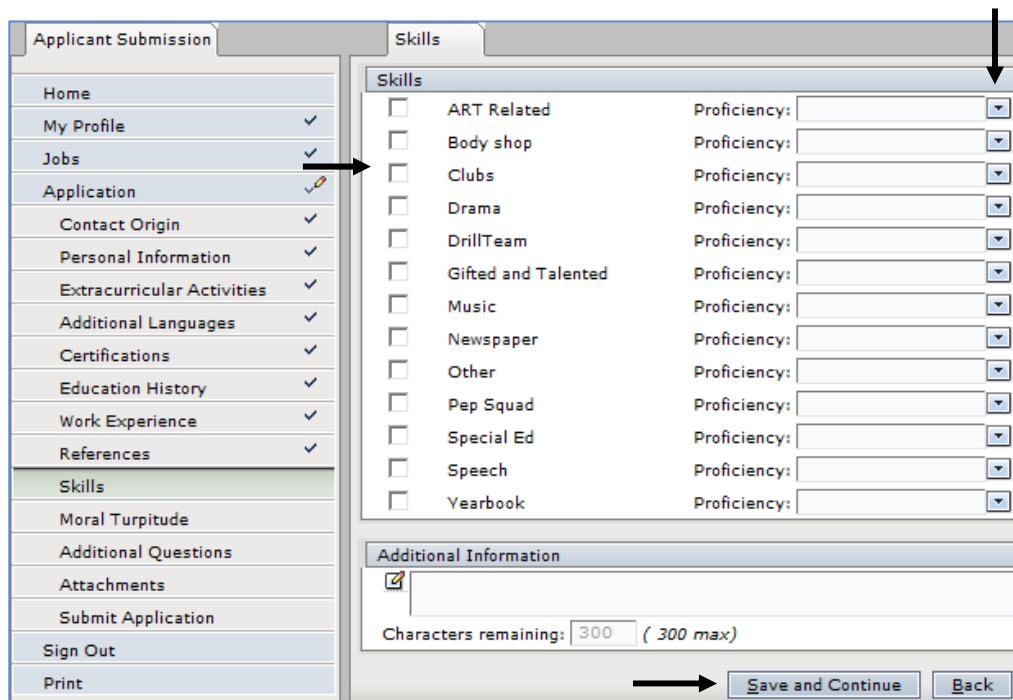 Applicant Submission
Home
My Profile
Jobs
Application
Contact Origin
Personal Information
Extracurricular Activities
Additional Languages
Certifications
Education History
Work Experience
References
Skills
Moral Turpitude
Additional Questions
Attachments
Submit Application
Sign Out
Print
Skills
Skills
ART Related Proficiency:
Body shop Proficiency:
Clubs Proficiency:
Drama Proficiency:
DrillTeam Proficiency:
Gifted and Talented Proficiency:
Music Proficiency:
Newspaper Proficiency:
Other Proficiency:
Pep Squad Proficiency:
Special Ed Proficiency:
Speech Proficiency:
Yearbook Proficiency:
Additional Information
Characters remaining: 300 ( 300 max)
Save and Continue Back